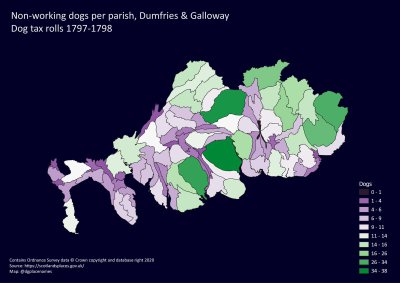 Non-working dogs per parish, Dumfries & Galloway
Dog tax rolls 1797-1798
Dogs
0 - 1
1 - 4
4 - 6
6 - 9
9 - 11
11 - 14
14 - 16
16 - 26
26 - 34
34 - 38
Contains Ordnance Survey data © Crown copyright and database right 2020
Source: https://scotlandsplaces.gov.uk/
Map: @dgplacenames